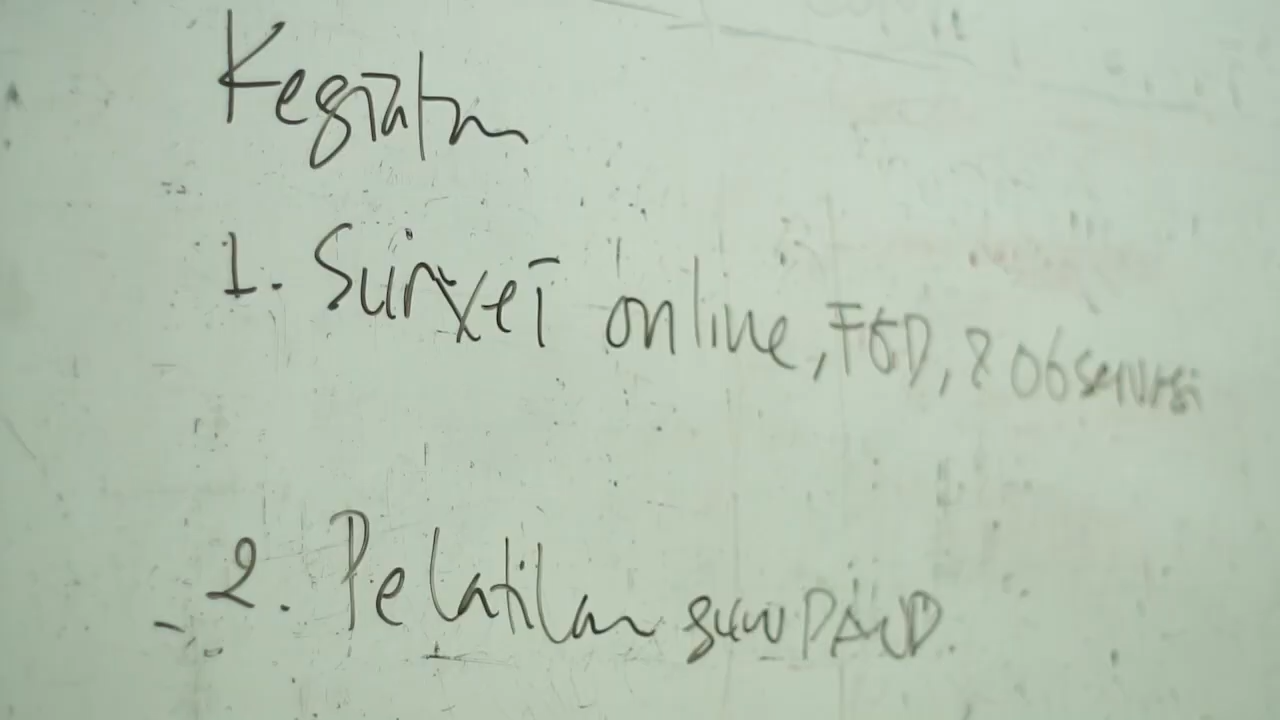 Kegiatan
1. Survei online, FGD, & Observasi
2. Pelatihan guru PAUD.